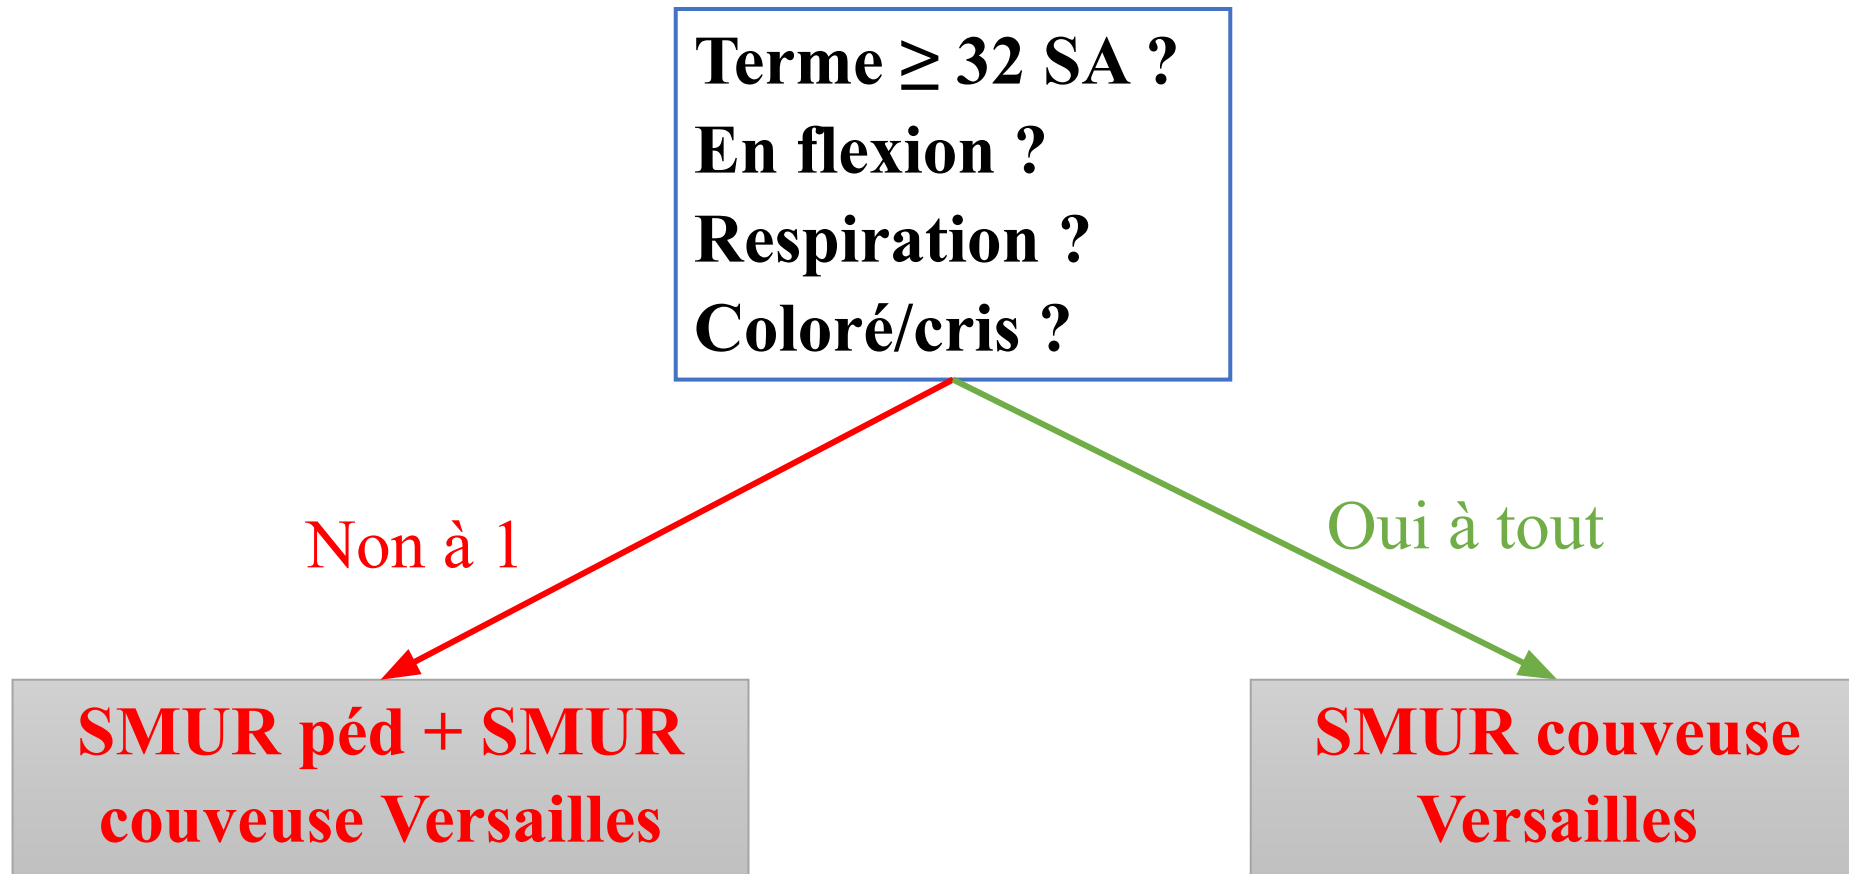 Terme ≥ 32 SA ?
En flexion ?
Respiration ?
Coloré/cris ?
Non à 1
Oui à tout
SMUR péd + SMUR
couveuse Versailles
SMUR couveuse
Versailles